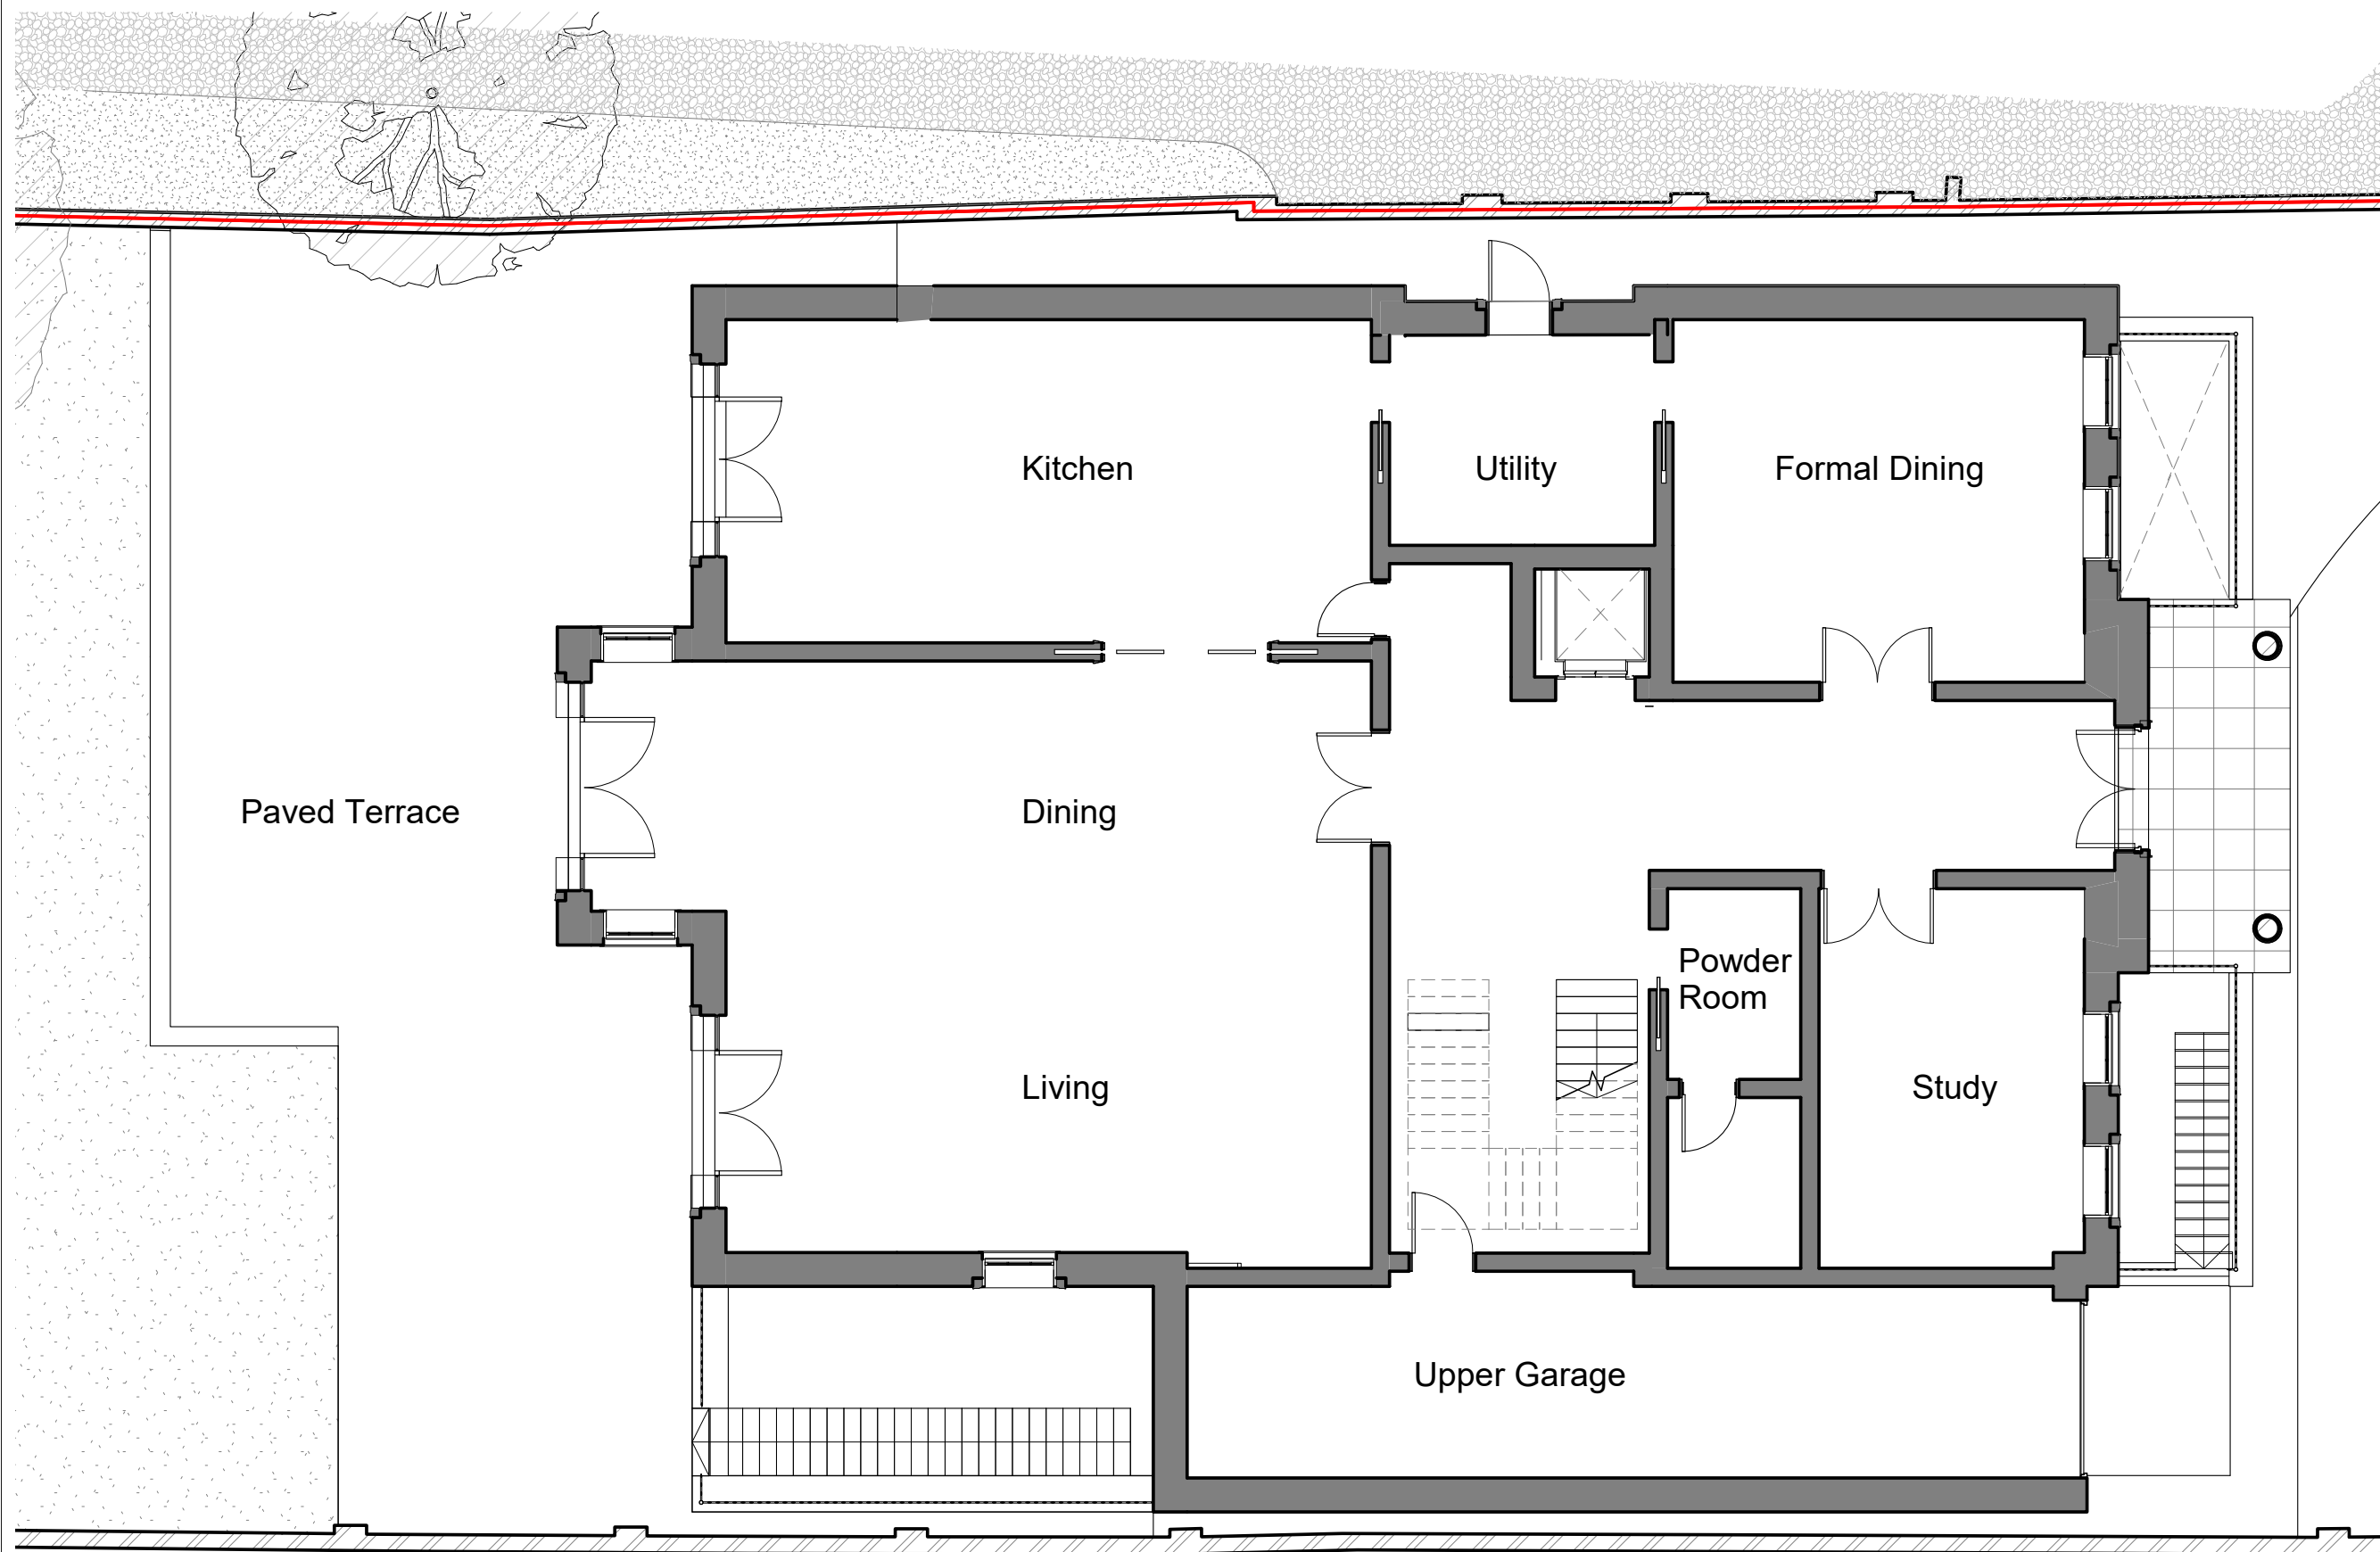 Kitchen
Utility
Formal Dining
Paved Terrace
Dining
Powder
Room
Living
Study
Upper Garage